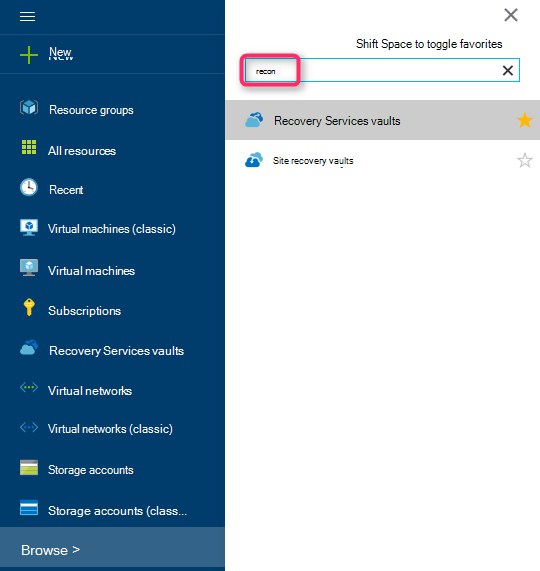 New
Resource groups
All resources
Recent
Virtual machines (classic)
Virtual machines
Subscriptions
Recovery Services vaults
Virtual networks
Virtual networks (classic)
Storage accounts
Storage accounts (class...
Browse >
Shift Space to toggle favorites
recon
Recovery Services vaults
Site recovery vaults